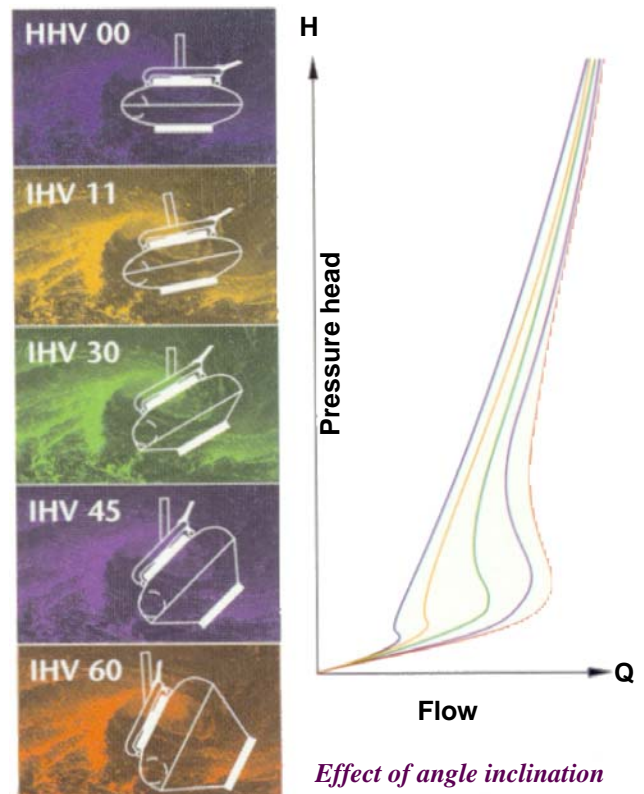 HHV 00
IHV 11
IHV 30
IHV 45
IHV 60
H
Pressure head
Q
Flow
Effect of angle inclination